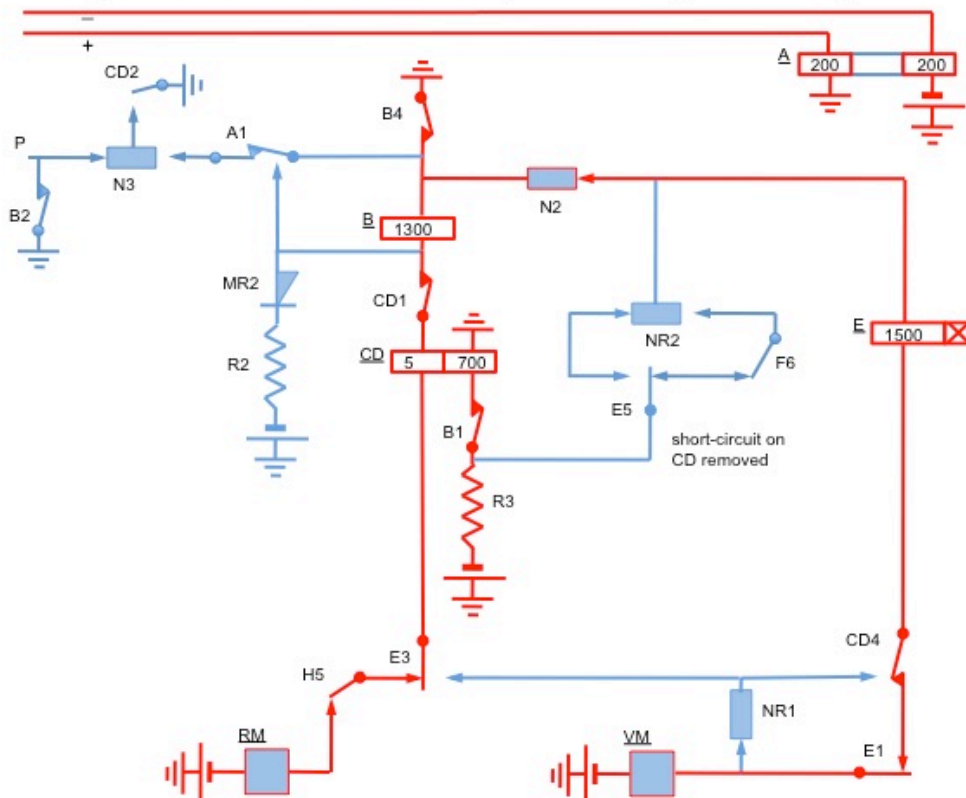 –
+
A
200
200
CD2
B4
A1
P
N3
N2
B2
B
1300
MR2
CD1
E
1500
CD
5
700
NR2
R2
F6
E5
B1
short-circuit on
CD removed
R3
E3
CD4
H5
NR1
RM
VM
E1